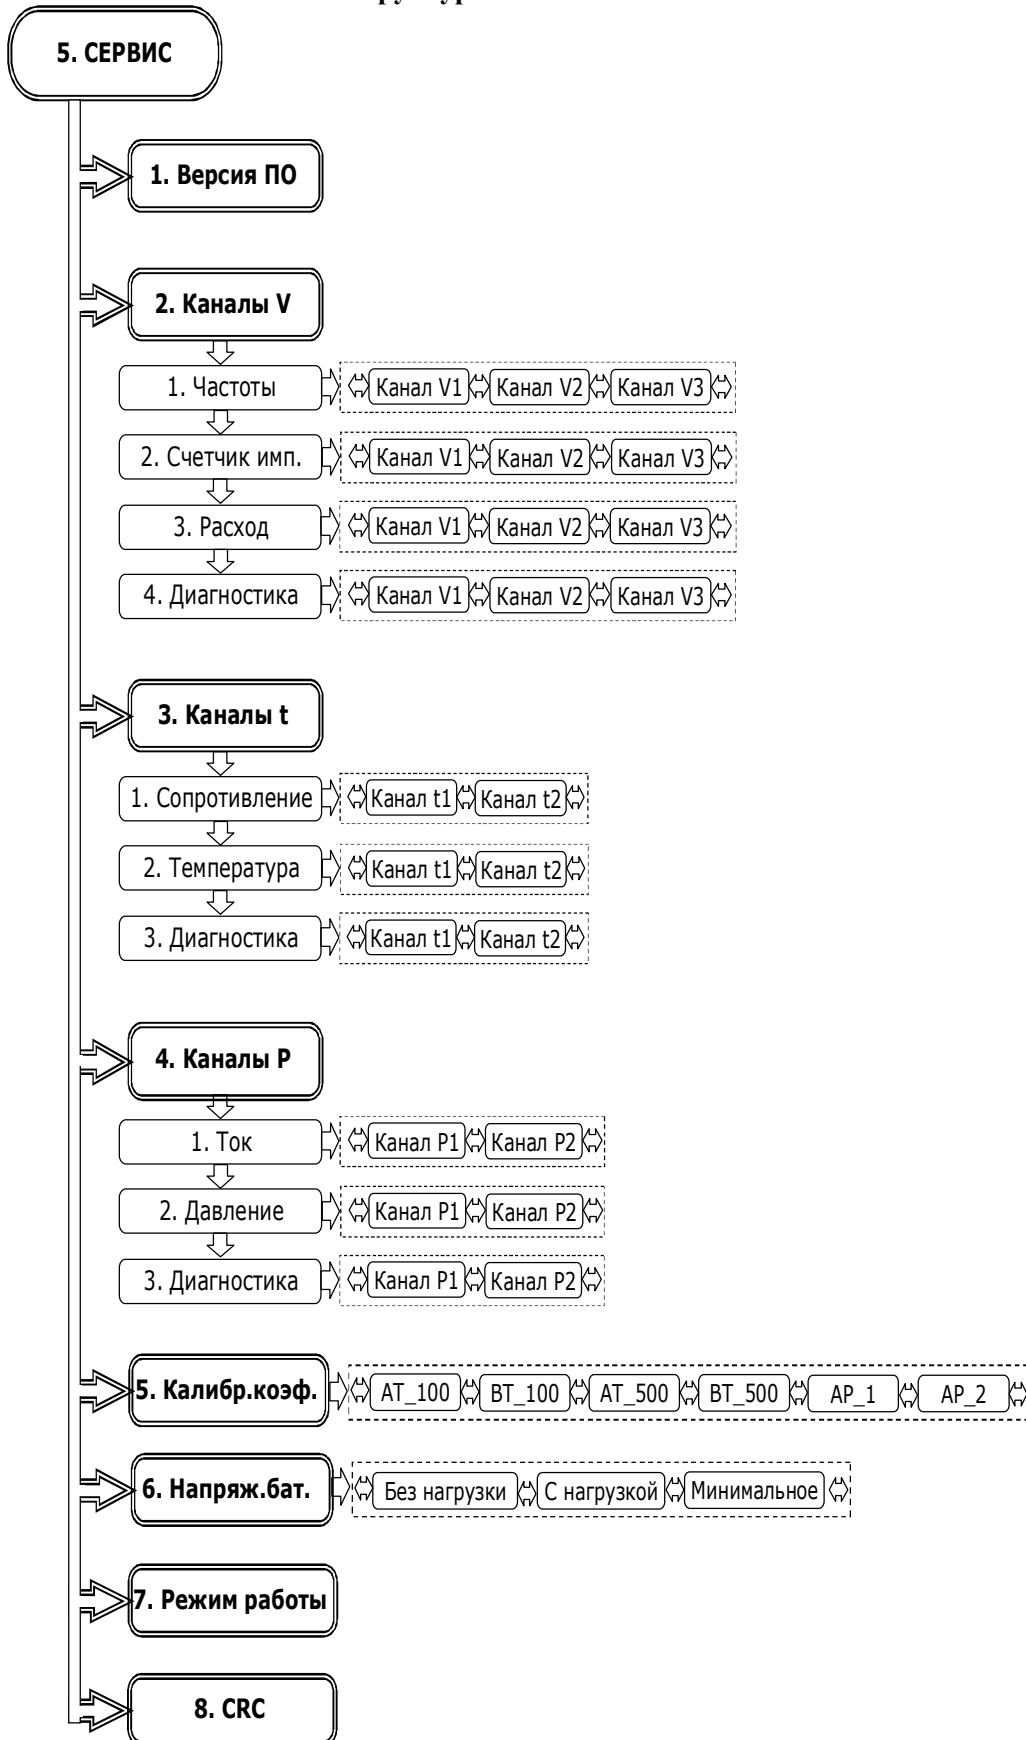 5. СЕРВИС
1. Версия ПО
2. Каналы V
1. Частоты Канал V1 Канал V2 Канал V3
2. Счетчик имп. Канал V1 Канал V2 Канал V3
3. Расход Канал V1 Канал V2 Канал V3
4. Диагностика Канал V1 Канал V2 Канал V3
3. Каналы t
1. Сопротивление Канал t1 Канал t2
2. Температура Канал t1 Канал t2
3. Диагностика Канал t1 Канал t2
4. Каналы P
1. Ток Канал P1 Канал P2
2. Давление Канал P1 Канал P2
3. Диагностика Канал P1 Канал P2
5. Калибр.коэф. AT_100 BT_100 AT_500 BT_500 AP_1 AP_2
6. Напряж.бат. Без нагрузки С нагрузкой Минимальное
7. Режим работы
8. CRC